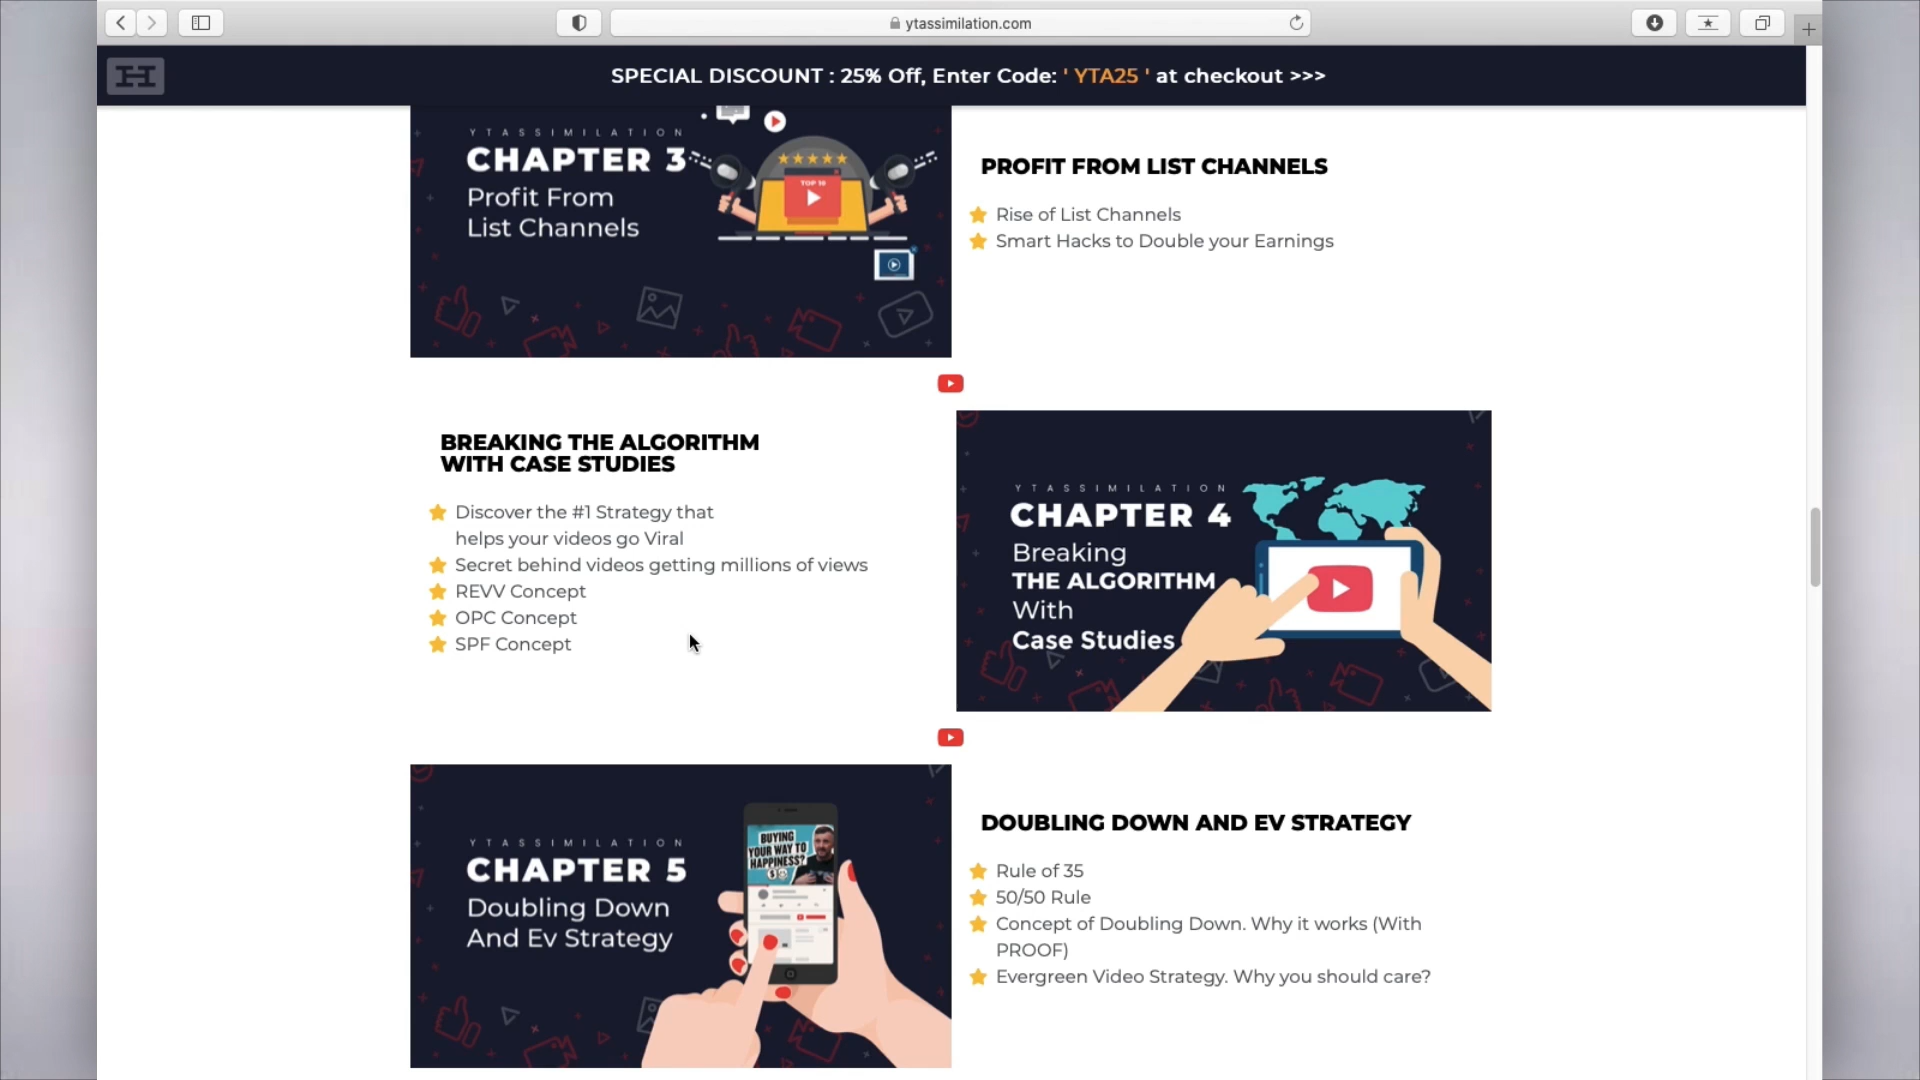 ytassimilation.com
SPECIAL DISCOUNT : 25% Off, Enter Code: ' YTA25 ' at checkout >>>
YTASSIMILATION
CHAPTER 3
Profit From
List Channels
TOP 10
PROFIT FROM LIST CHANNELS
Rise of List Channels
Smart Hacks to Double your Earnings
BREAKING THE ALGORITHM
WITH CASE STUDIES
Discover the #1 Strategy that
helps your videos go Viral
Secret behind videos getting millions of views
REVV Concept
OPC Concept
SPF Concept
YTASSIMILATION
CHAPTER 4
Breaking
THE ALGORITHM
With
Case Studies
YTASSIMILATION
CHAPTER 5
Doubling Down
And Ev Strategy
BUYING
YOUR WAY TO
HAPPINESS?
DOUBLING DOWN AND EV STRATEGY
Rule of 35
50/50 Rule
Concept of Doubling Down. Why it works (With
PROOF)
Evergreen Video Strategy. Why you should care?